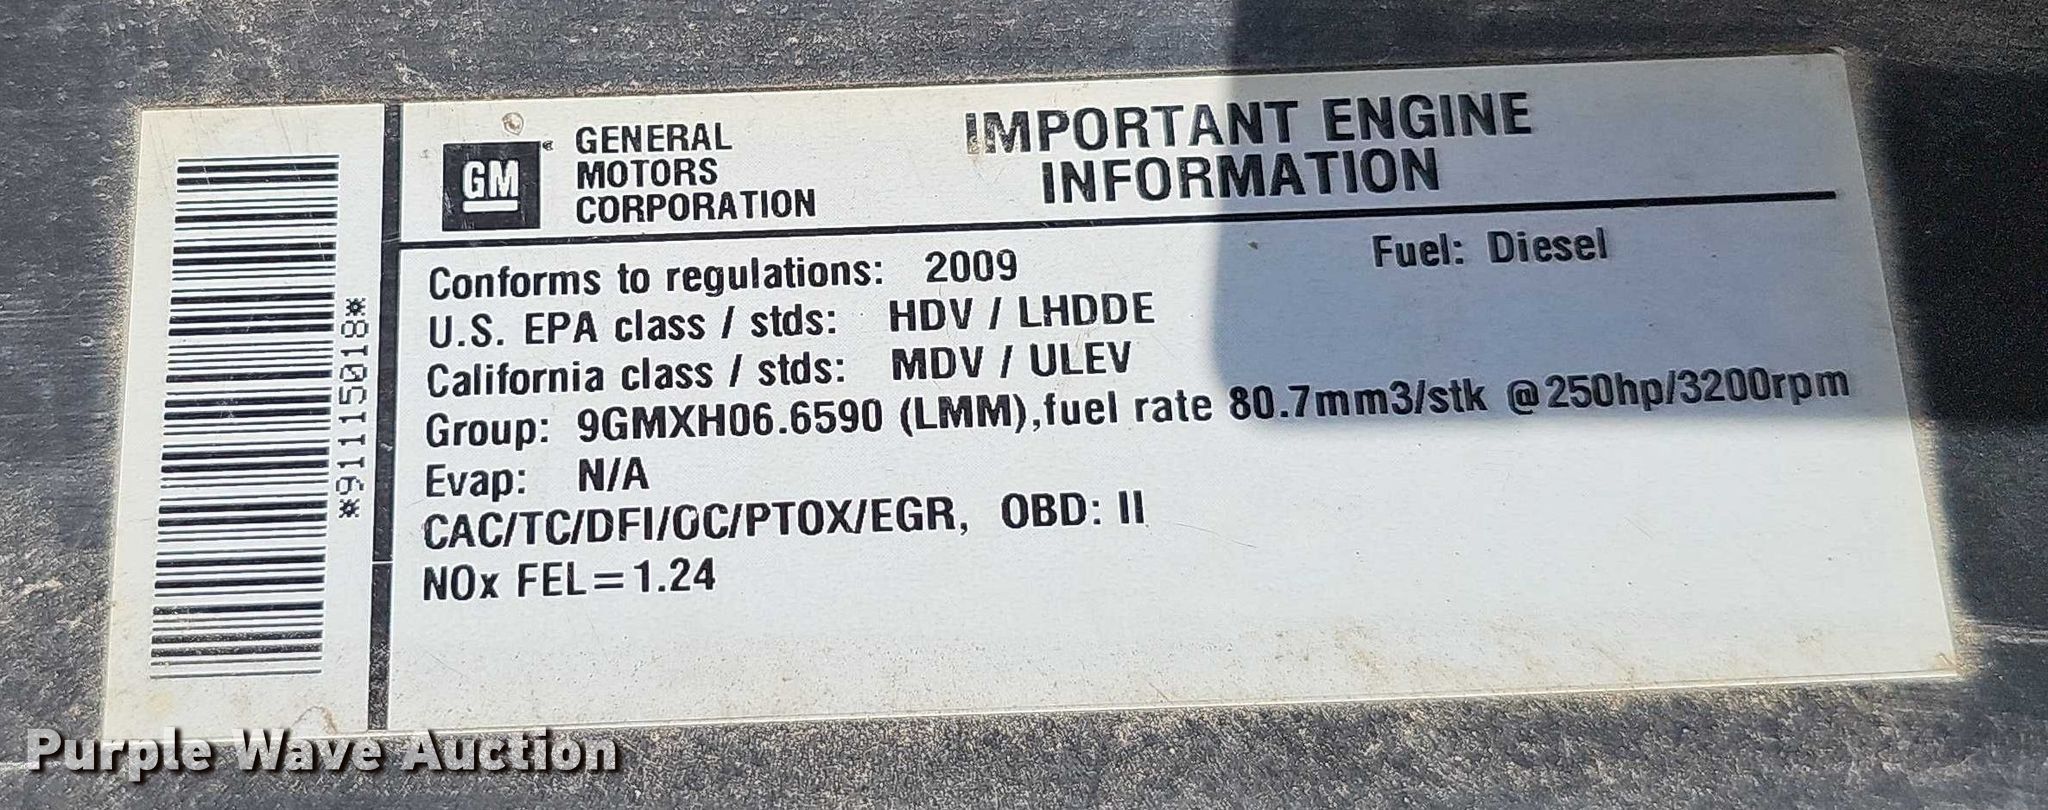 GM
GENERAL
MOTORS
CORPORATION
IMPORTANT ENGINE
INFORMATION
Conforms to regulations: 2009
Fuel: Diesel
U.S. EPA class / stds: HDV / LHDDE
California class / stds: MDV / ULEV
Group: 9GMXH06.6590 (LMM),fuel rate 80.7mm3/stk @250hp/3200rpm
Evap: N/A
CAC/TC/DFI/OC/PTOX/EGR, OBD: II
NOx FEL=1.24
*91115018*
Purple Wave Auction